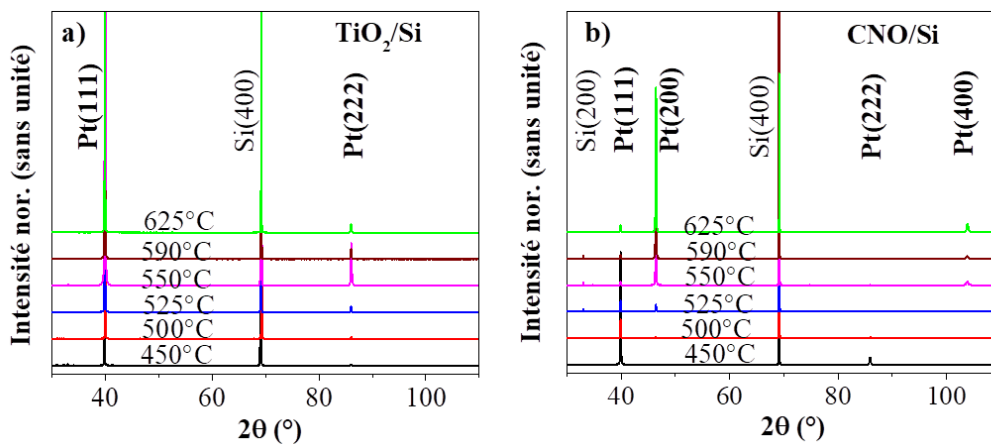 a)
TiO₂/Si
Intensité nor. (sans unité)
Pt(111)
Si(400)
Pt(222)
625°C
590°C
550°C
525°C
500°C
450°C
40 60 80 100
2θ (°)
b)
CNO/Si
Intensité nor. (sans unité)
Si(200)
Pt(111)
Pt(200)
Si(400)
Pt(222)
Pt(400)
625°C
590°C
550°C
525°C
500°C
450°C
40 60 80 100
2θ (°)